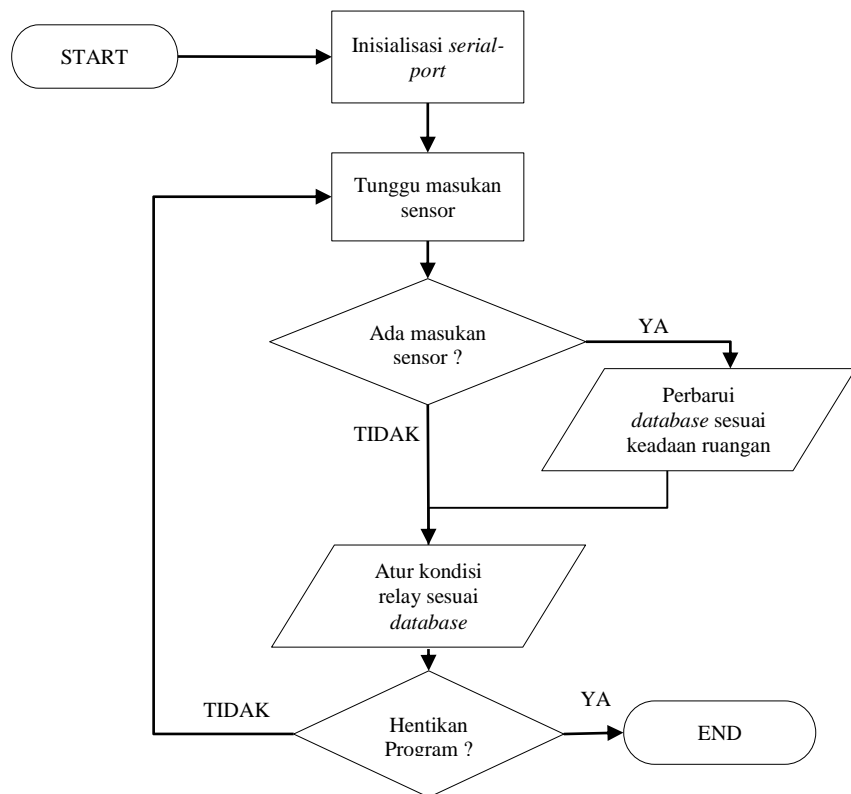 START
Inisialisasi serial-
port
Tunggu masukan
sensor
Ada masukan
sensor ?
YA
Perbarui
database sesuai
keadaan ruangan
TIDAK
Atur kondisi
relay sesuai
database
Hentikan
Program ?
TIDAK
YA
END